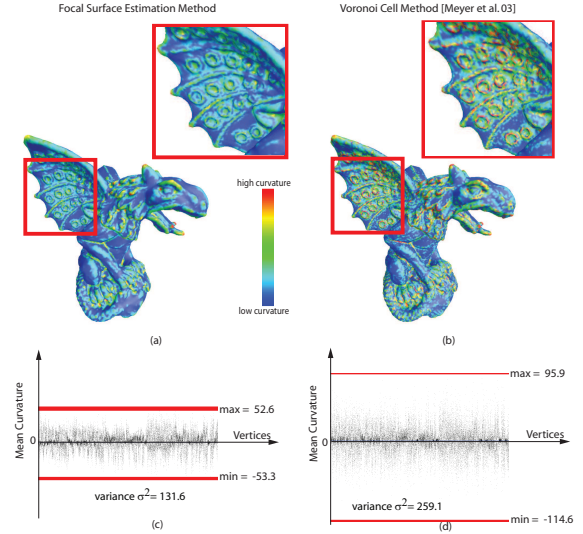 Focal Surface Estimation Method
Voronoi Cell Method [Meyer et al. 03]
high curvature
low curvature
(a)
(b)
Mean Curvature
max = 52.6
0
Vertices
min = -53.3
variance σ²= 131.6
(c)
Mean Curvature
max = 95.9
0
Vertices
variance σ²= 259.1
min = -114.6
(d)